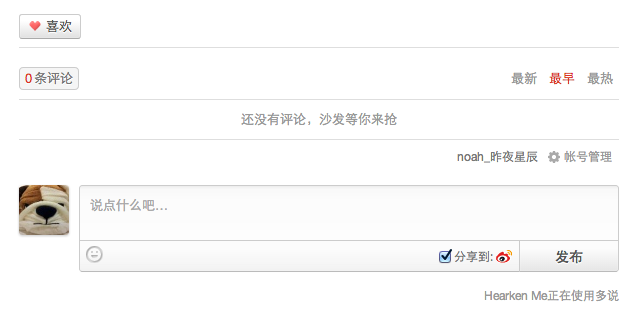 喜欢
0条评论 最新 最早 最热
还没有评论，沙发等你来抢
noah_昨夜星辰 帐号管理
说点什么吧...
分享到: 发布
Hearken Me正在使用多说